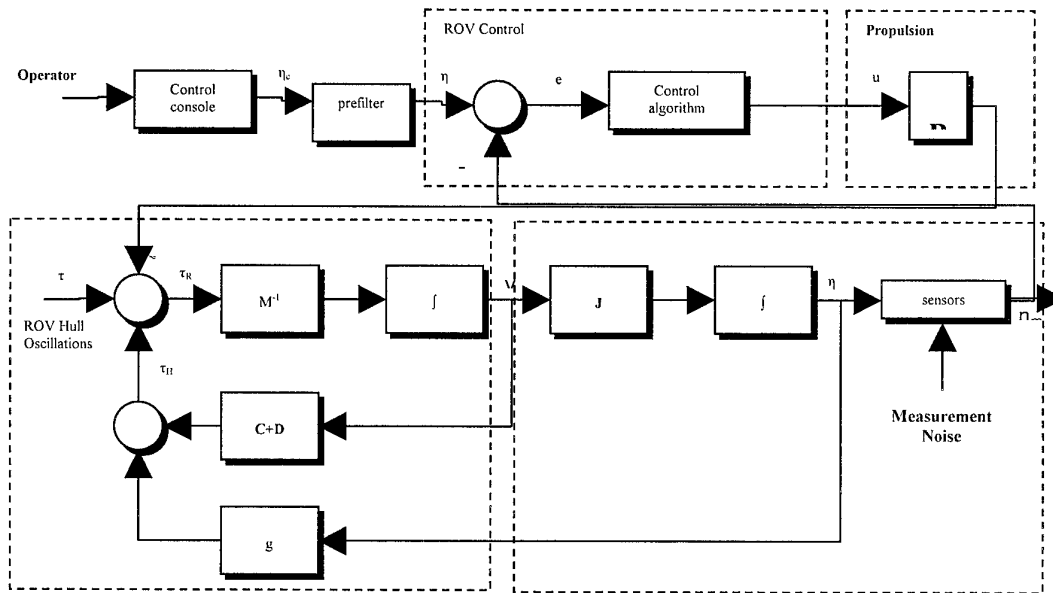 ROV Control
Propulsion
Operator
Control
console
η_c
prefilter
η
e
Control
algorithm
u
−
τ
τ_R
M⁻¹
∫
J
∫
η
sensors
ROV Hull
Oscillations
τ_H
C+D
Measurement
Noise
g